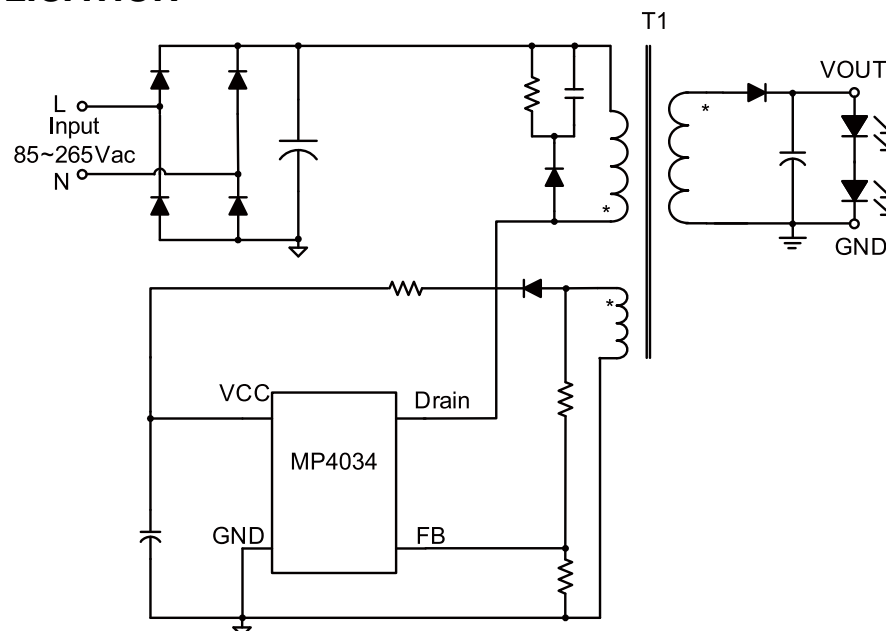 T1
L
Input
85~265Vac
N
*
*
*
VOUT
GND
VCC
Drain
MP4034
GND
FB